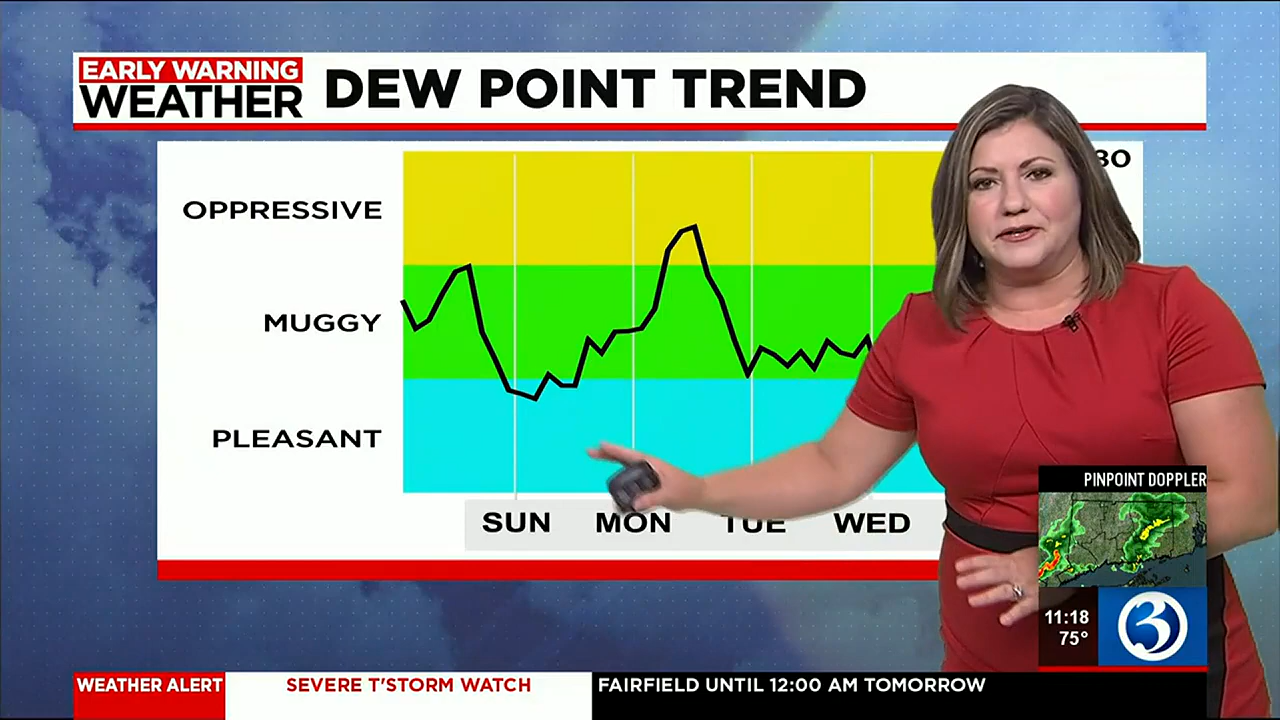 EARLY WARNING
WEATHER
DEW POINT TREND
OPPRESSIVE
MUGGY
PLEASANT
SUN MON TUE WED
PINPOINT DOPPLER
11:18
75°
3
WEATHER ALERT
SEVERE T'STORM WATCH
FAIRFIELD UNTIL 12:00 AM TOMORROW